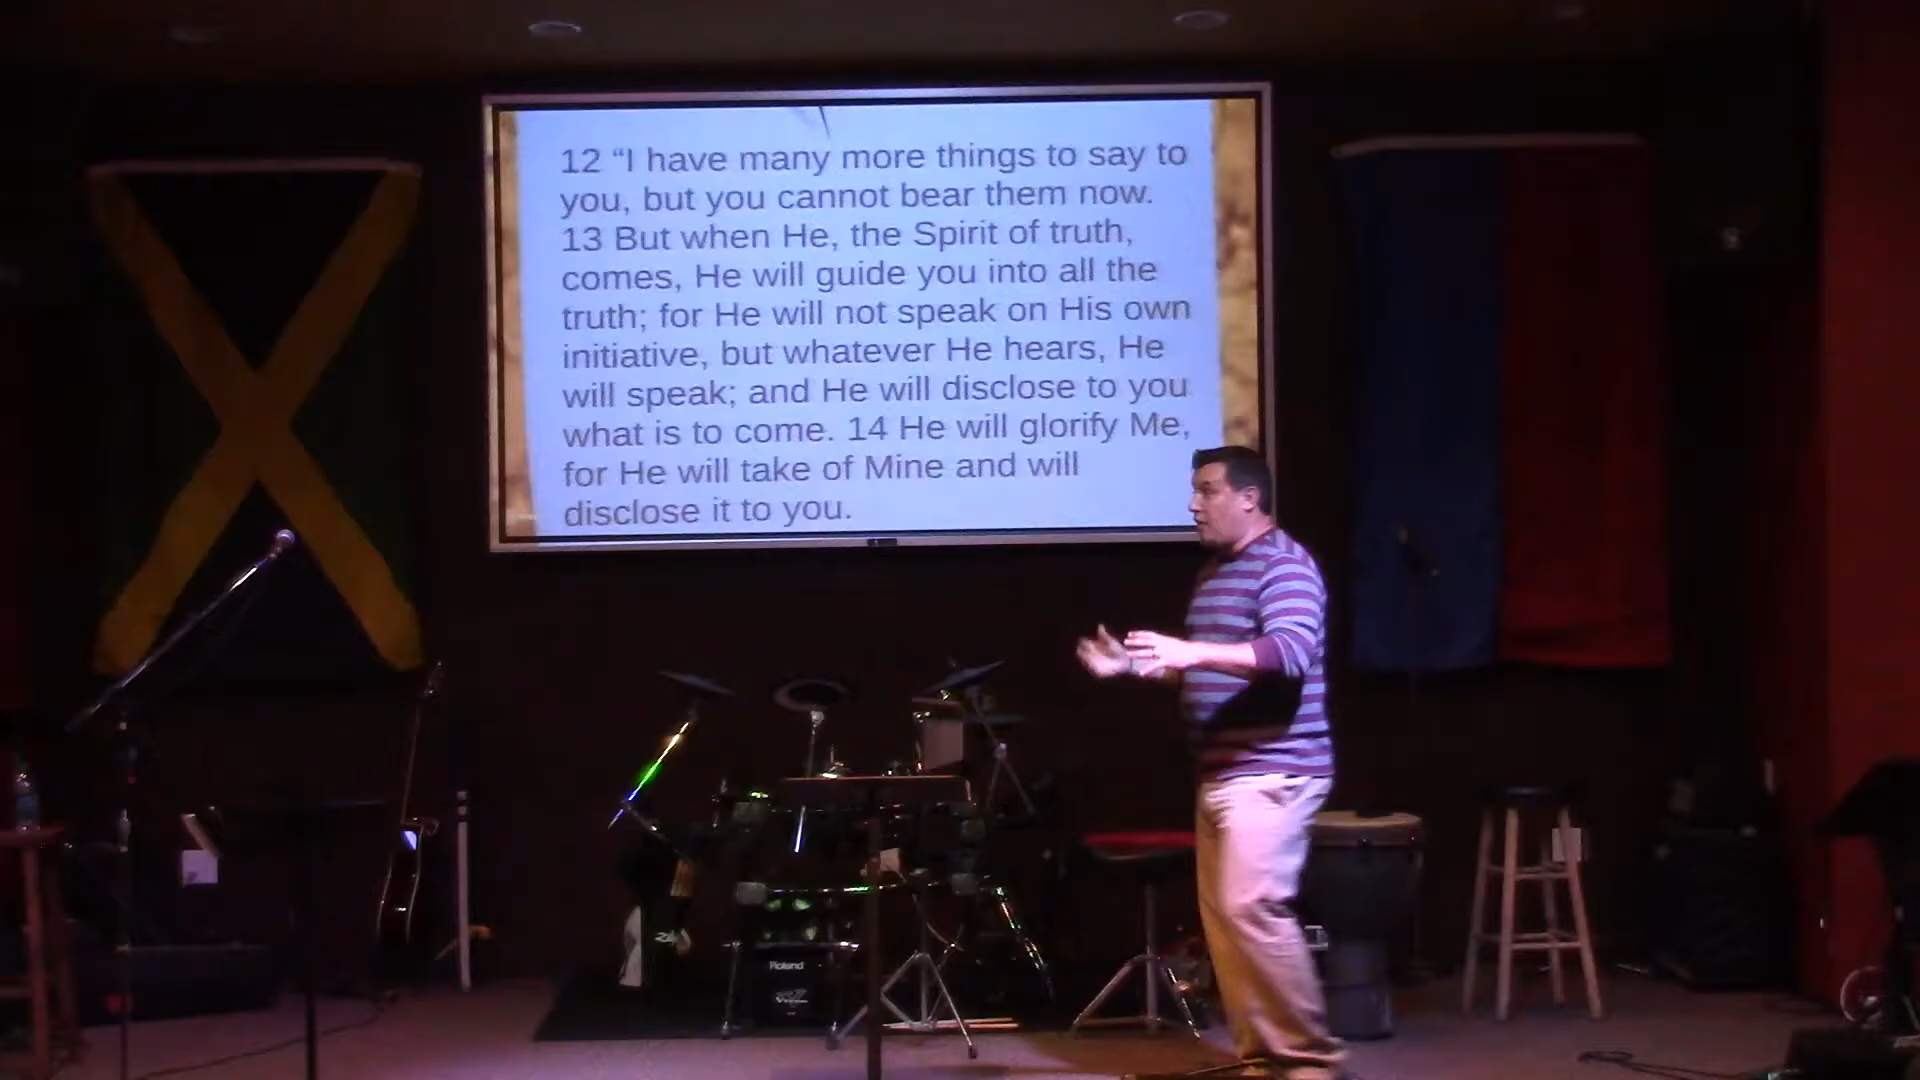 12 “I have many more things to say to
you, but you cannot bear them now.
13 But when He, the Spirit of truth,
comes, He will guide you into all the
truth; for He will not speak on His own
initiative, but whatever He hears, He
will speak; and He will disclose to you
what is to come. 14 He will glorify Me,
for He will take of Mine and will
disclose it to you.
Roland